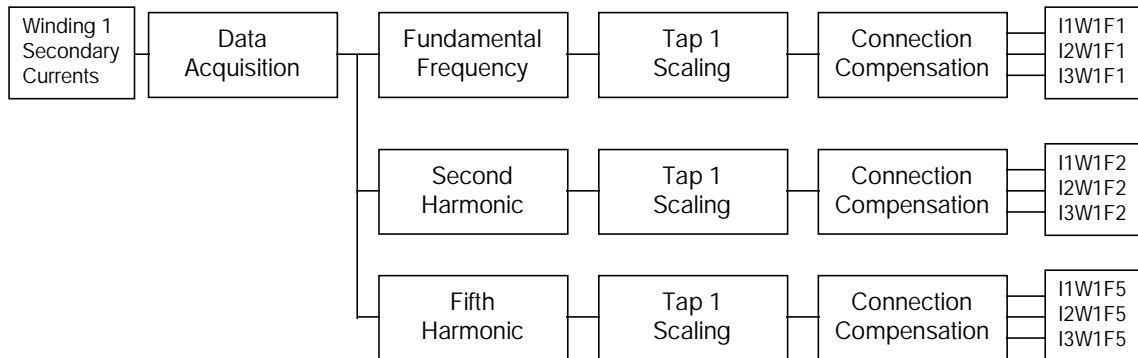 Winding 1
Secondary
Currents
Data
Acquisition
Fundamental
Frequency
Tap 1
Scaling
Connection
Compensation
I1W1F1
I2W1F1
I3W1F1
Second
Harmonic
Tap 1
Scaling
Connection
Compensation
I1W1F2
I2W1F2
I3W1F2
Fifth
Harmonic
Tap 1
Scaling
Connection
Compensation
I1W1F5
I2W1F5
I3W1F5